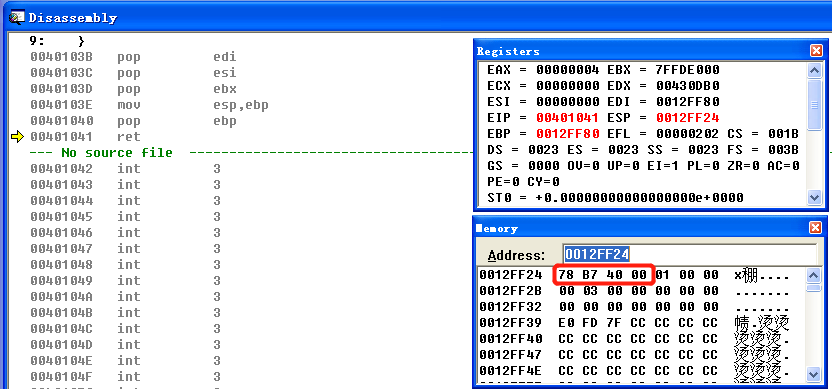 Disassembly
9: }
0040103B pop edi
0040103C pop esi
0040103D pop ebx
0040103E mov esp,ebp
00401040 pop ebp
00401041 ret
--- No source file
00401042 int 3
00401043 int 3
00401044 int 3
00401045 int 3
00401046 int 3
00401047 int 3
00401048 int 3
00401049 int 3
0040104A int 3
0040104B int 3
0040104C int 3
0040104D int 3
0040104E int 3
0040104F int 3
Registers
EAX = 00000004 EBX = 7FFDE000
ECX = 00000000 EDX = 00430DB0
ESI = 00000000 EDI = 0012FF80
EIP = 00401041 ESP = 0012FF24
EBP = 0012FF80 EFL = 00000202 CS = 001B
DS = 0023 ES = 0023 SS = 0023 FS = 003B
GS = 0000 OV=0 UP=0 EI=1 PL=0 ZR=0 AC=0
PE=0 CY=0
ST0 = +0.00000000000000000e+0000
Memory
Address: 0012FF24
0012FF24 78 B7 40 00 01 00 00 x稸....
0012FF2B 00 03 00 00 00 00 00 .......
0012FF32 00 00 00 00 00 00 00 .......
0012FF39 E0 FD 7F CC CC CC CC 帻.烫烫
0012FF40 CC CC CC CC CC CC CC 烫烫烫.
0012FF47 CC CC CC CC CC CC CC 烫烫烫.
0012FF4E CC CC CC CC CC CC CC 烫烫烫.